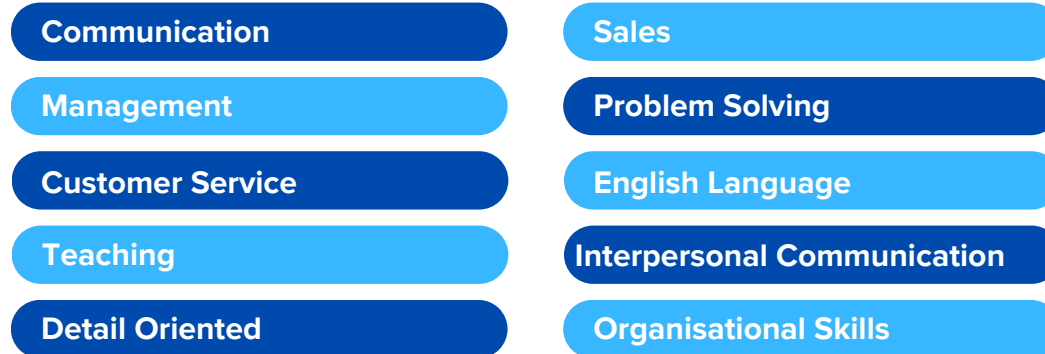 Communication
Management
Customer Service
Teaching
Detail Oriented
Sales
Problem Solving
English Language
Interpersonal Communication
Organisational Skills